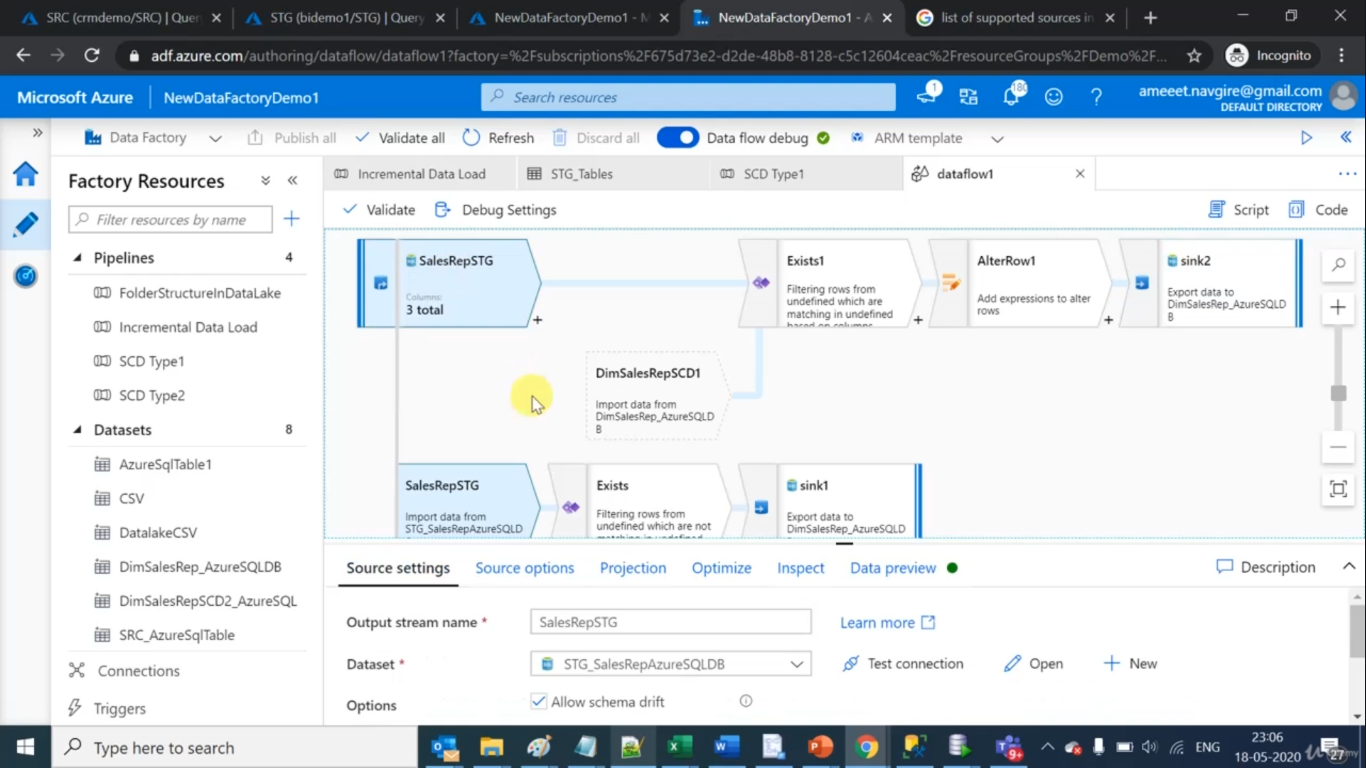 SRC (crmdemo/SRC) | Quer
STG (bidemo1/STG) | Query
NewDataFactoryDemo1 - M
NewDataFactoryDemo1 - A
list of supported sources in
adf.azure.com/authoring/dataflow/dataflow1?factory=%2Fsubscriptions%2F675d73e2-d2de-48b8-8128-c5c12604ceac%2FresourceGroups%2FDemo%2F...
Incognito
Microsoft Azure
NewDataFactoryDemo1
Search resources
1
180
ameeet.navgire@gmail.com
DEFAULT DIRECTORY
Data Factory
Publish all
Validate all
Refresh
Discard all
Data flow debug
ARM template
Factory Resources
Filter resources by name
Pipelines 4
FolderStructureInDataLake
Incremental Data Load
SCD Type1
SCD Type2
Datasets 8
AzureSqlTable1
CSV
DatalakeCSV
DimSalesRep_AzureSQLDB
DimSalesRepSCD2_AzureSQL
SRC_AzureSqlTable
Connections
Triggers
Incremental Data Load
STG_Tables
SCD Type1
dataflow1
Validate
Debug Settings
Script
Code
SalesRepSTG
Columns:
3 total
Exists1
Filtering rows from
undefined which are
matching in undefined
based on columns
AlterRow1
Add expressions to alter
rows
sink2
Export data to
DimSalesRep_AzureSQLD
B
DimSalesRepSCD1
Import data from
DimSalesRep_AzureSQLD
B
SalesRepSTG
Import data from
STG_SalesRepAzureSQLD
Exists
Filtering rows from
undefined which are not
matching in undefined
sink1
Export data to
DimSalesRep_AzureSQLD
Source settings
Source options
Projection
Optimize
Inspect
Data preview
Description
Output stream name *
SalesRepSTG
Learn more
Dataset *
STG_SalesRepAzureSQLDB
Test connection
Open
New
Options
Allow schema drift
Type here to search
9+
ENG
23:06
18-05-2020
27